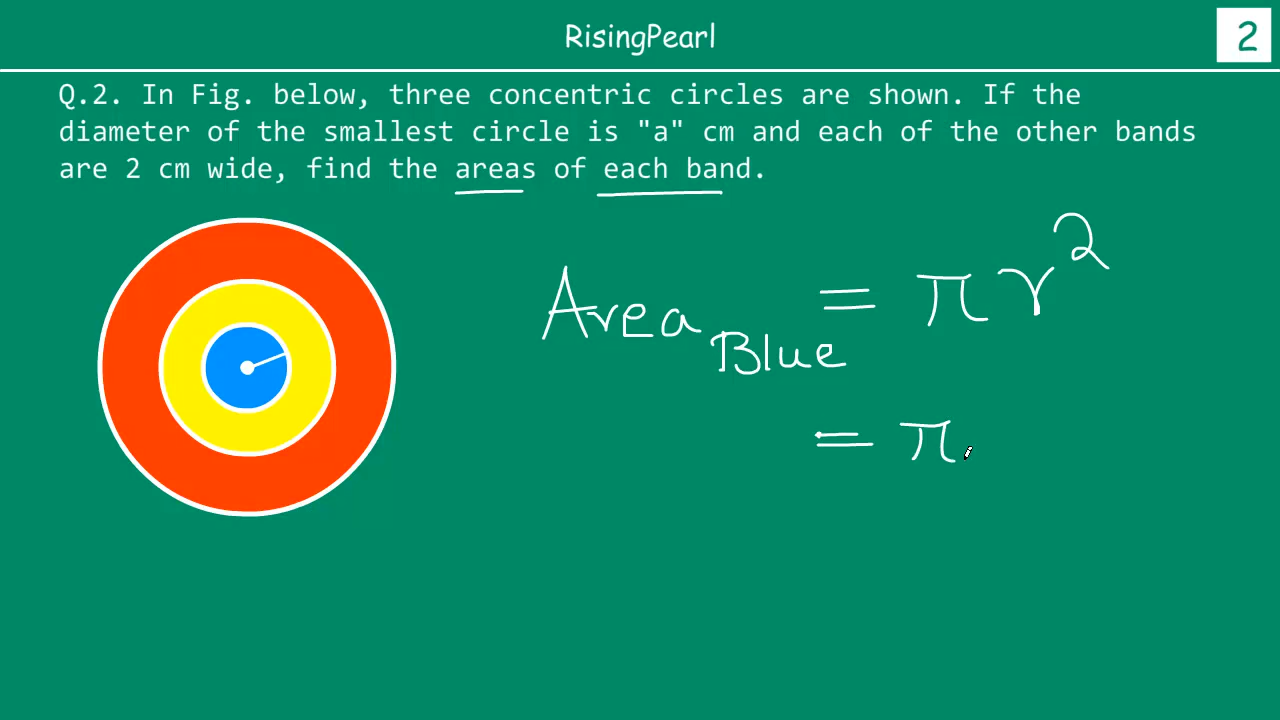 RisingPearl
2
Q.2. In Fig. below, three concentric circles are shown. If the
diameter of the smallest circle is "a" cm and each of the other bands
are 2 cm wide, find the areas of each band.
Area Blue = π r²
= π